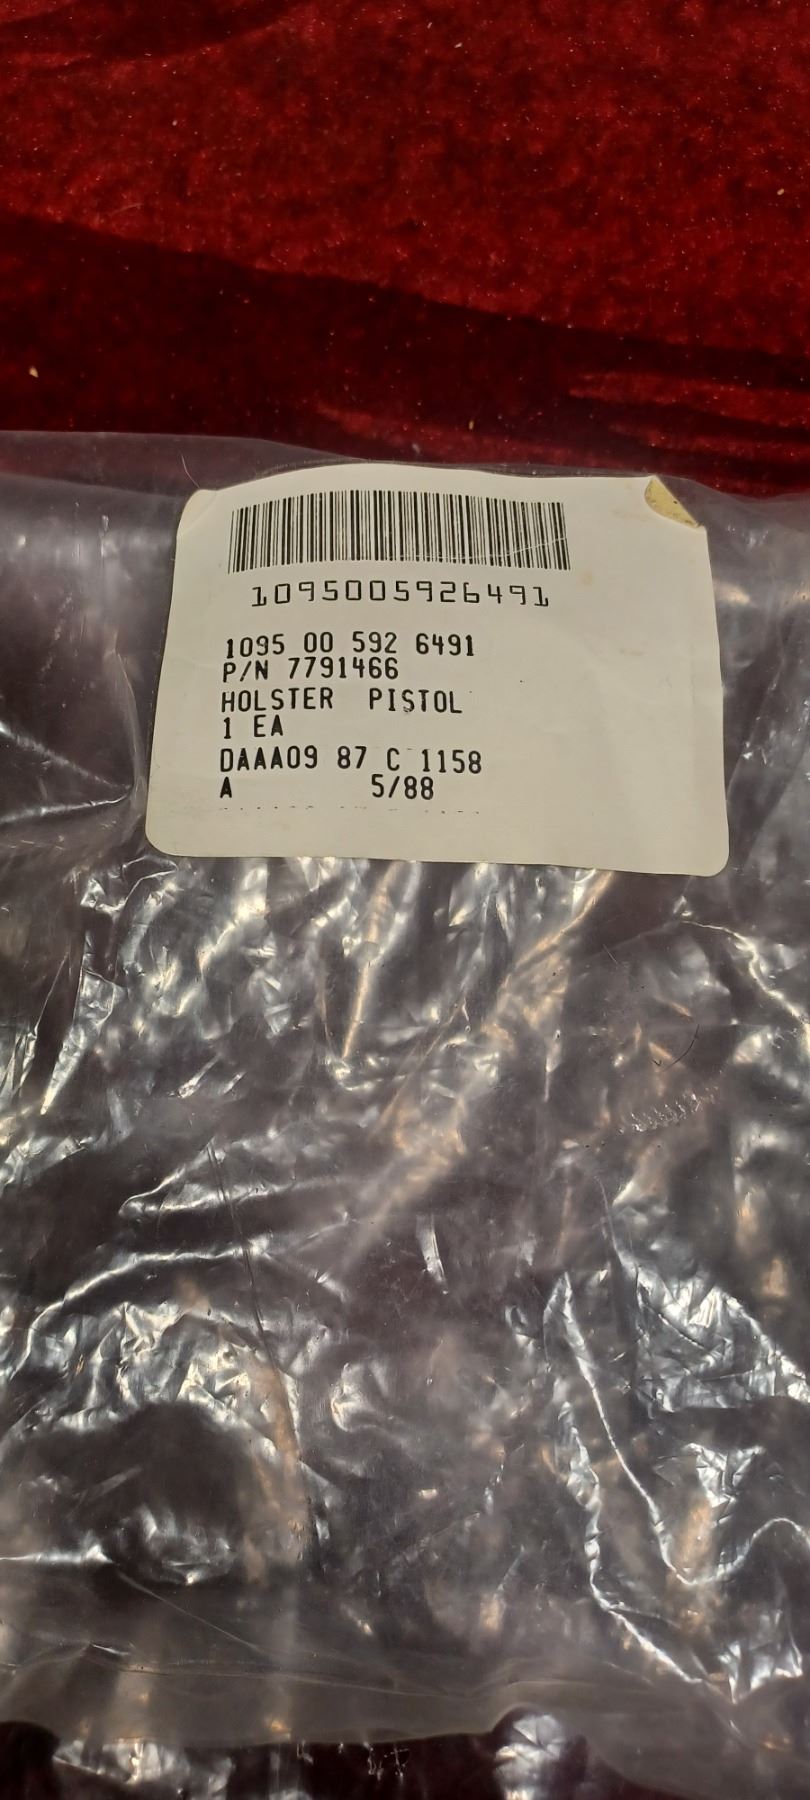 1095005926491
1095 00 592 6491
P/N 7791466
HOLSTER PISTOL
1 EA
DAAA09 87 C 1158
A 5/88